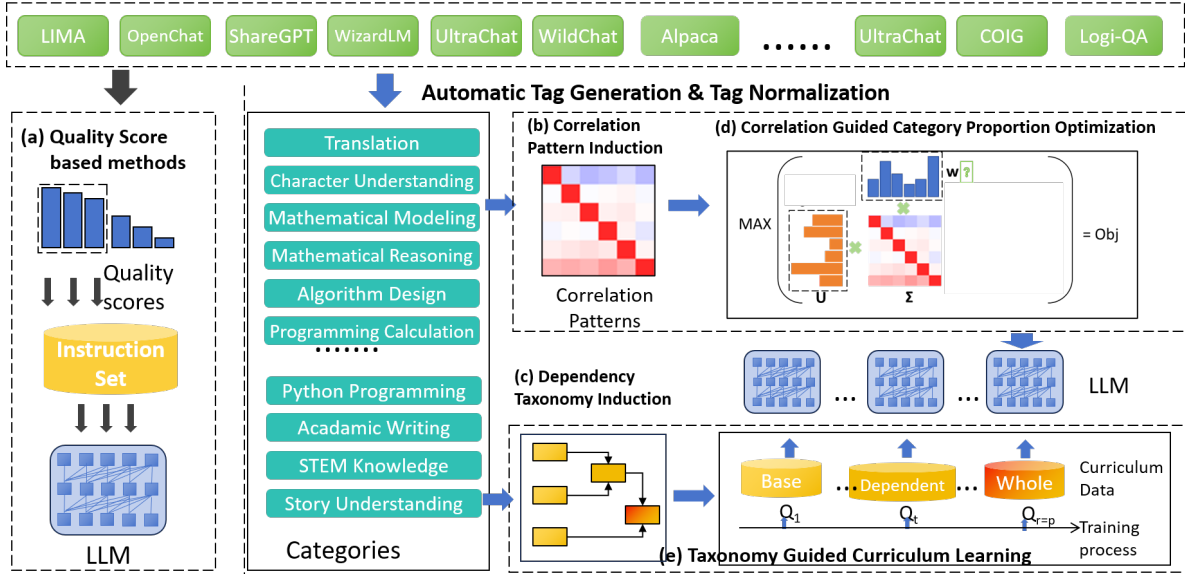 LIMA
OpenChat
ShareGPT
WizardLM
UltraChat
WildChat
Alpaca
......
UltraChat
COIG
Logi-QA
Automatic Tag Generation & Tag Normalization
(a) Quality Score
based methods
Quality
scores
Instruction
Set
LLM
Translation
Character Understanding
Mathematical Modeling
Mathematical Reasoning
Algorithm Design
Programming Calculation
.......
Python Programming
Acadamic Writing
STEM Knowledge
Story Understanding
Categories
(b) Correlation
Pattern Induction
Correlation
Patterns
(d) Correlation Guided Category Proportion Optimization
MAX
w ?
U
Σ
= Obj
(c) Dependency
Taxonomy Induction
...
...
LLM
Base
...
Dependent
...
Whole
Curriculum
Data
Q1
Qt
Qr=p
Training
process
(e) Taxonomy Guided Curriculum Learning